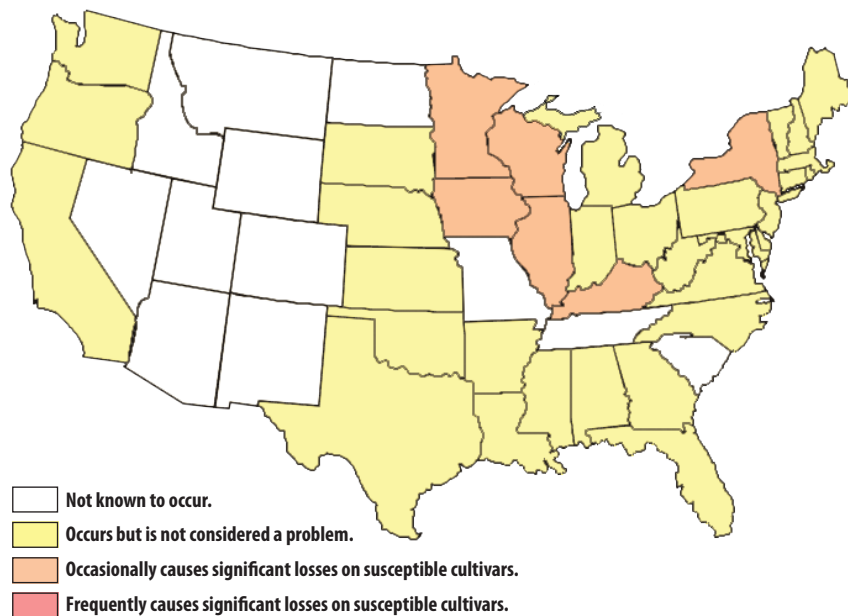 Not known to occur.
Occurs but is not considered a problem.
Occasionally causes significant losses on susceptible cultivars.
Frequently causes significant losses on susceptible cultivars.